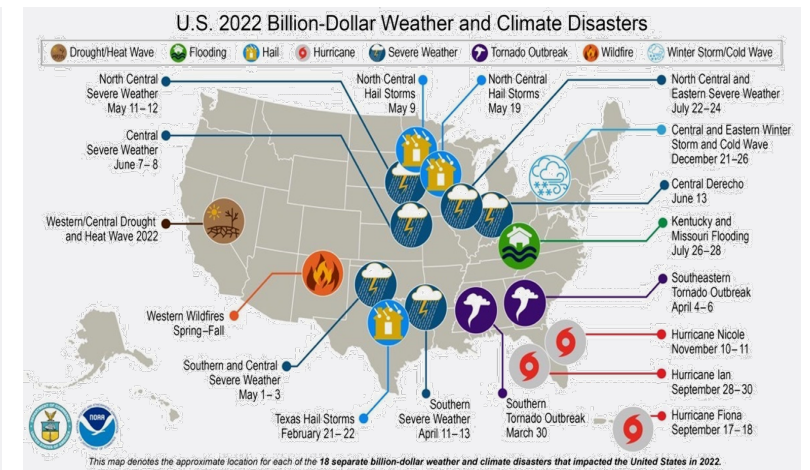 U.S. 2022 Billion-Dollar Weather and Climate Disasters
Drought/Heat Wave
Flooding
Hail
Hurricane
Severe Weather
Tornado Outbreak
Wildfire
Winter Storm/Cold Wave
North Central
Severe Weather
May 11–12
North Central
Hail Storms
May 9
North Central
Hail Storms
May 19
North Central and
Eastern Severe Weather
July 22–24
Central
Severe Weather
June 7–8
Central and Eastern Winter
Storm and Cold Wave
December 21–26
Central Derecho
June 13
Western/Central Drought
and Heat Wave 2022
Kentucky and
Missouri Flooding
July 26–28
Southeastern
Tornado Outbreak
April 4–6
Western Wildfires
Spring–Fall
Hurricane Nicole
November 10–11
Southern and Central
Severe Weather
May 1–3
Hurricane Ian
September 28–30
Texas Hail Storms
February 21–22
Southern
Severe Weather
April 11–13
Southern
Tornado Outbreak
March 30
Hurricane Fiona
September 17–18
NOAA
This map denotes the approximate location for each of the 18 separate billion-dollar weather and climate disasters that impacted the United States in 2022.